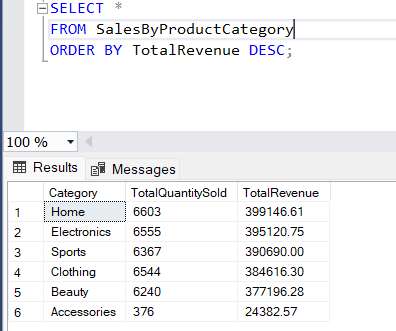 SELECT *
FROM SalesByProductCategory
ORDER BY TotalRevenue DESC;
100 %
Results Messages
Category TotalQuantitySold TotalRevenue
1 Home 6603 399146.61
2 Electronics 6555 395120.75
3 Sports 6367 390690.00
4 Clothing 6544 384616.30
5 Beauty 6240 377196.28
6 Accessories 376 24382.57